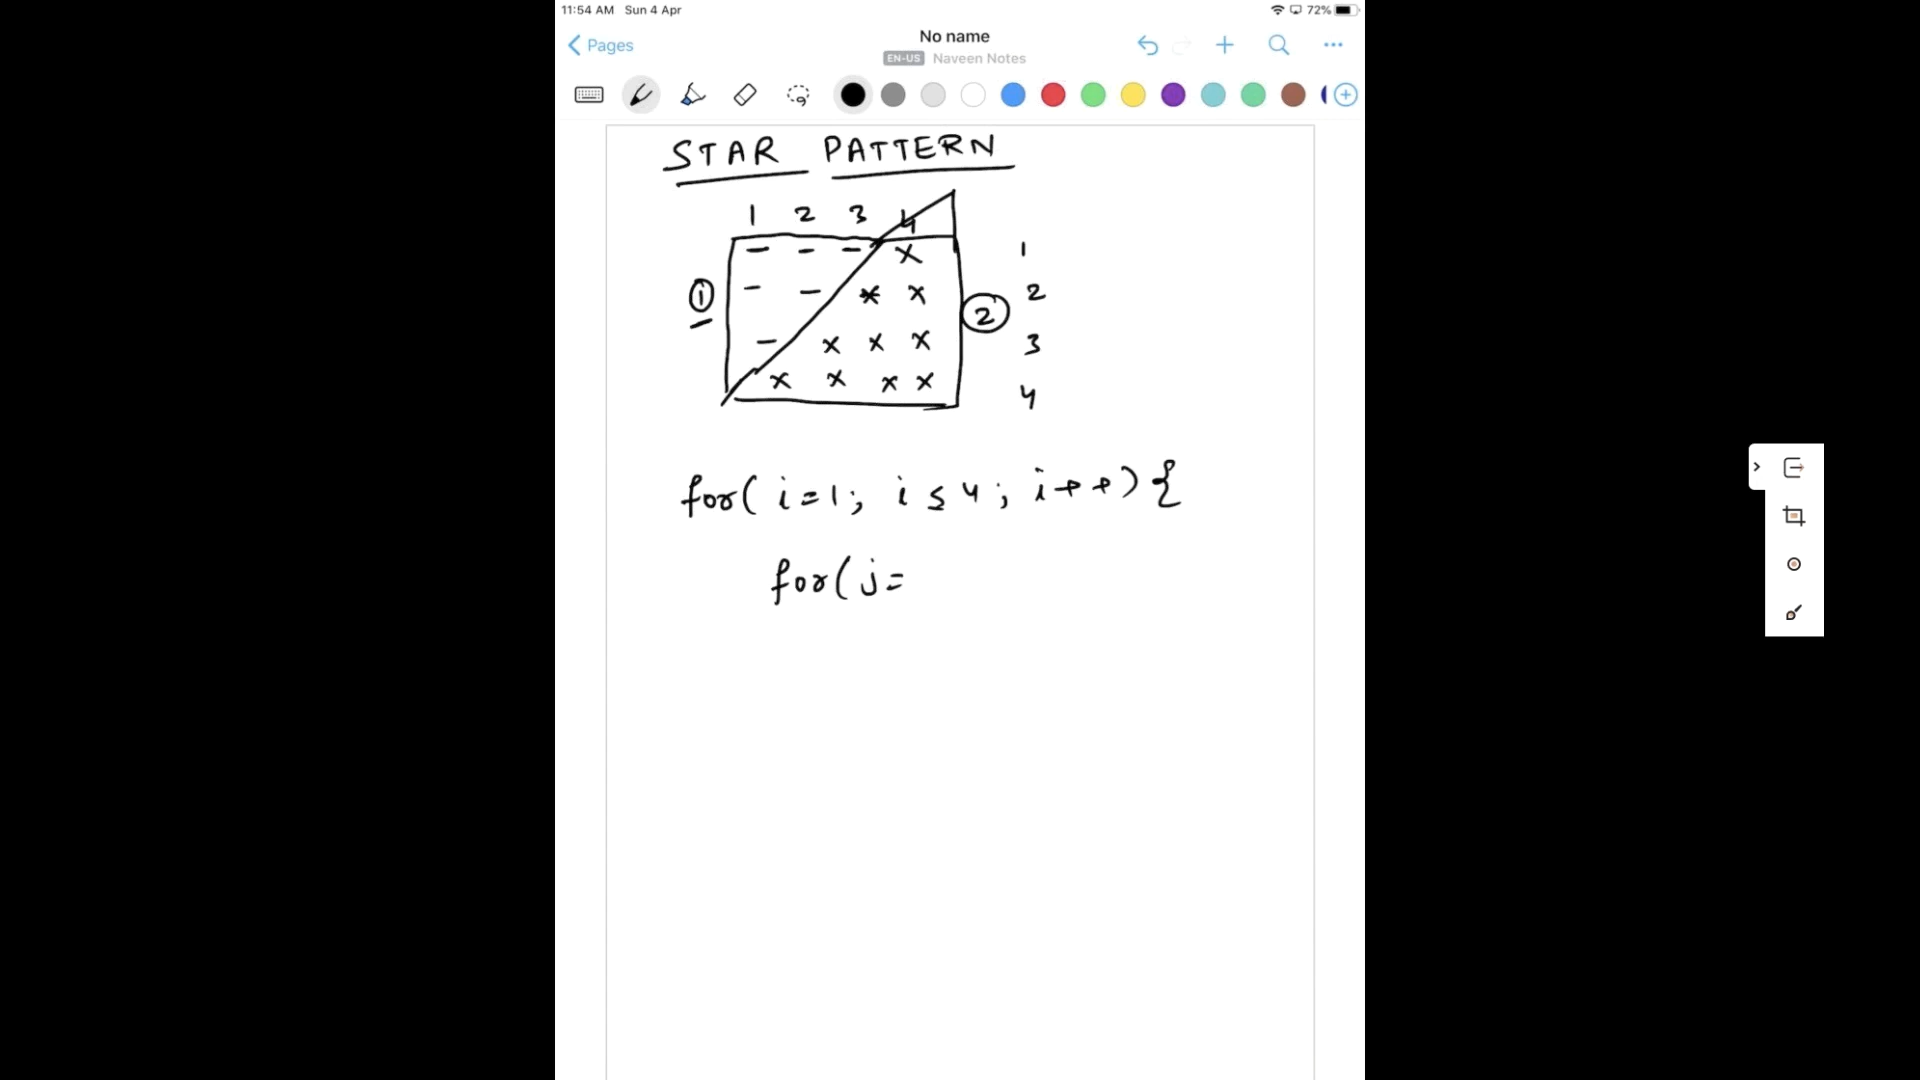 11:54 AM Sun 4 Apr 72%
Pages
No name
EN-US Naveen Notes
STAR PATTERN
1 2 3 4
- - - x 1
① - - * x ② 2
- x x x 3
x x x x 4
for( i=1; i ≤ 4; i++){
for( j=